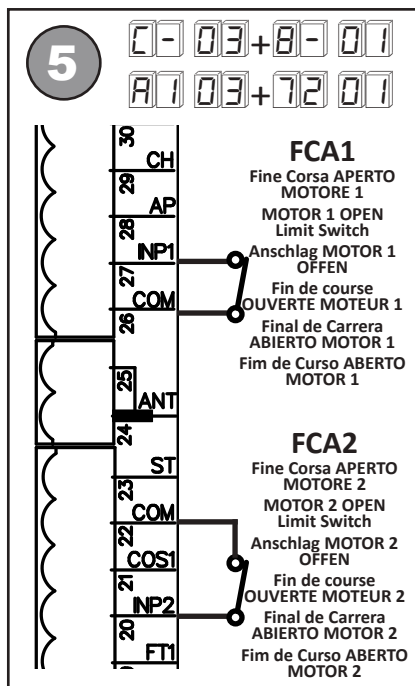 5
C- 03+8- 01
A1 03+72 01
30
CH
29
AP
28
INP1
27
COM
26
25
ANT
24
ST
23
COM
22
COS1
21
INP2
20
FT1
FCA1
Fine Corsa APERTO
MOTORE 1
MOTOR 1 OPEN
Limit Switch
Anschlag MOTOR 1
OFFEN
Fin de course
OUVERTE MOTEUR 1
Final de Carrera
ABIERTO MOTOR 1
Fim de Curso ABERTO
MOTOR 1
FCA2
Fine Corsa APERTO
MOTORE 2
MOTOR 2 OPEN
Limit Switch
Anschlag MOTOR 2
OFFEN
Fin de course
OUVERTE MOTEUR 2
Final de Carrera
ABIERTO MOTOR 2
Fim de Curso ABERTO
MOTOR 2